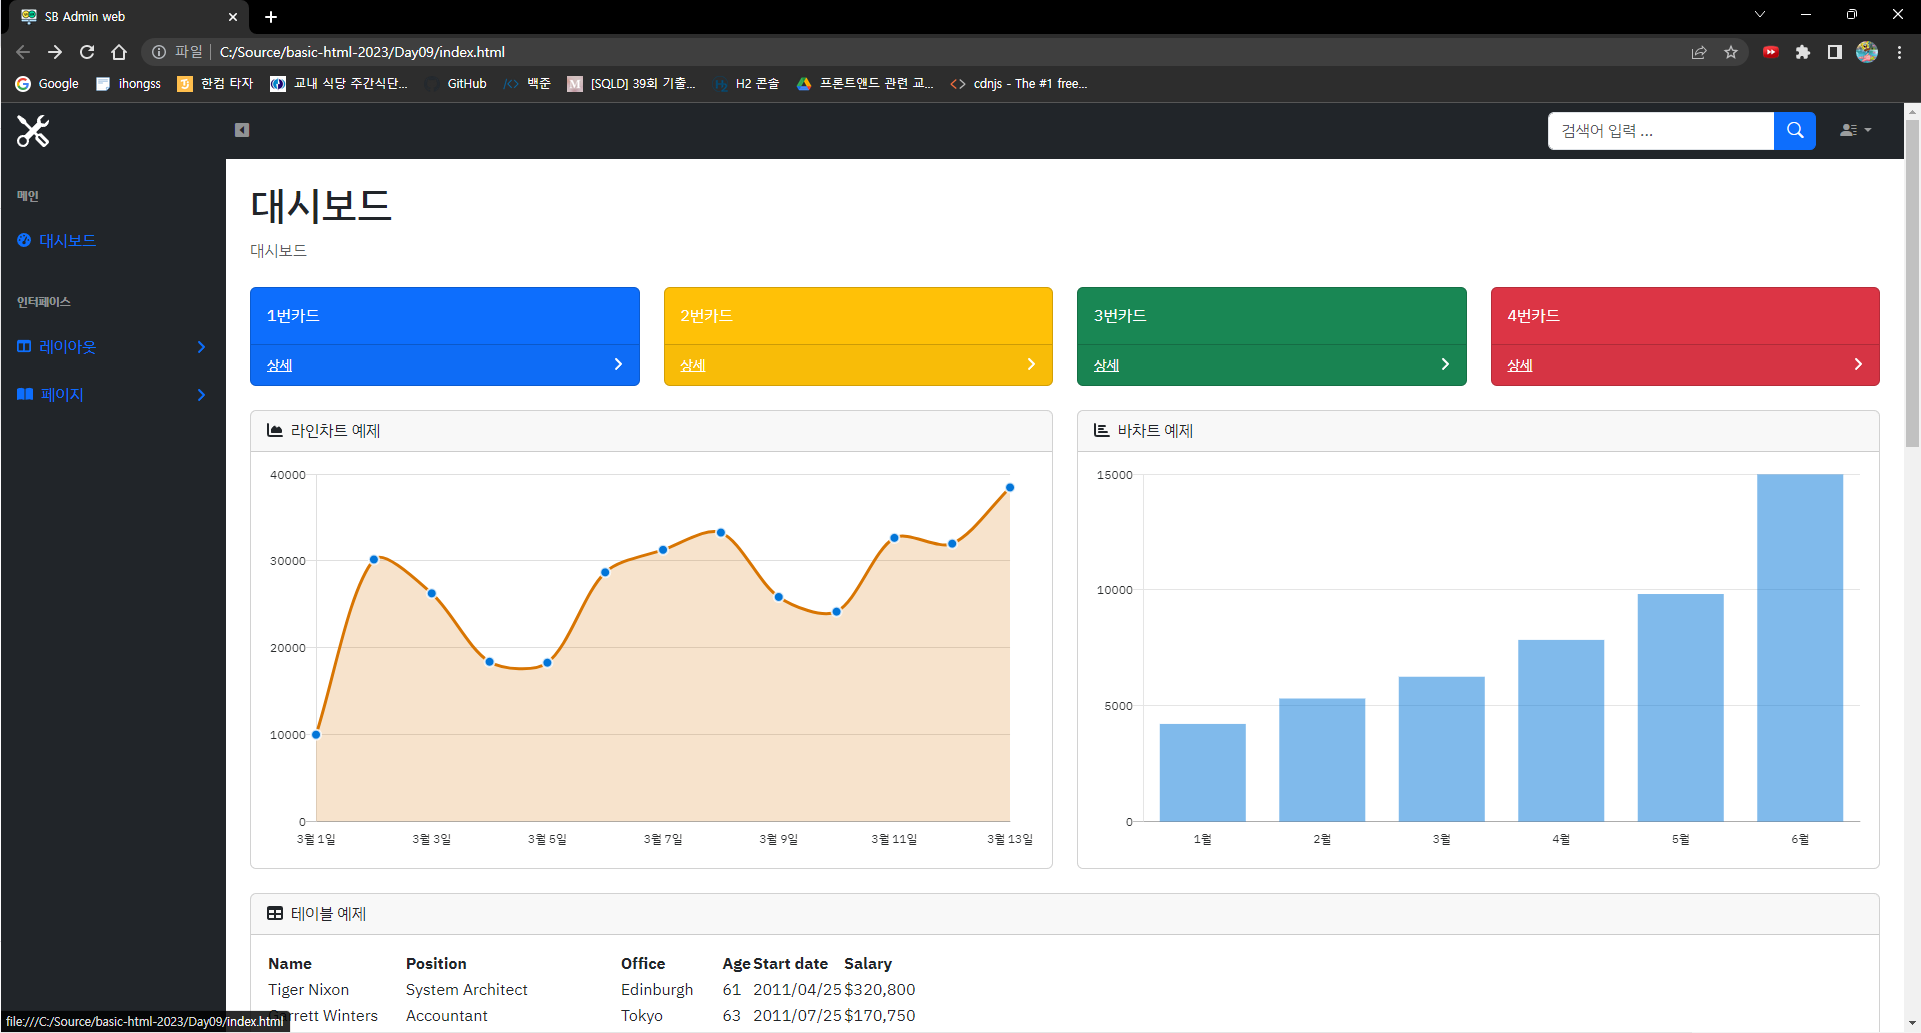 SB Admin web
파일 C:/Source/basic-html-2023/Day09/index.html
Google ihongss 한컴 타자 교내 식당 주간식단... GitHub 백준 [SQLD] 39회 기출... H2 콘솔 프론트앤드 관련 교... cdnjs - The #1 free...
검색어 입력 ...
메인
대시보드
인터페이스
레이아웃
페이지
대시보드
대시보드
1번카드
상세
2번카드
상세
3번카드
상세
4번카드
상세
라인차트 예제
40000
30000
20000
10000
0
3월 1일 3월 3일 3월 5일 3월 7일 3월 9일 3월 11일 3월 13일
바차트 예제
15000
10000
5000
0
1월 2월 3월 4월 5월 6월
테이블 예제
Name Position Office Age Start date Salary
Tiger Nixon System Architect Edinburgh 61 2011/04/25 $320,800
rrett Winters Accountant Tokyo 63 2011/07/25 $170,750
file:///C:/Source/basic-html-2023/Day09/index.html